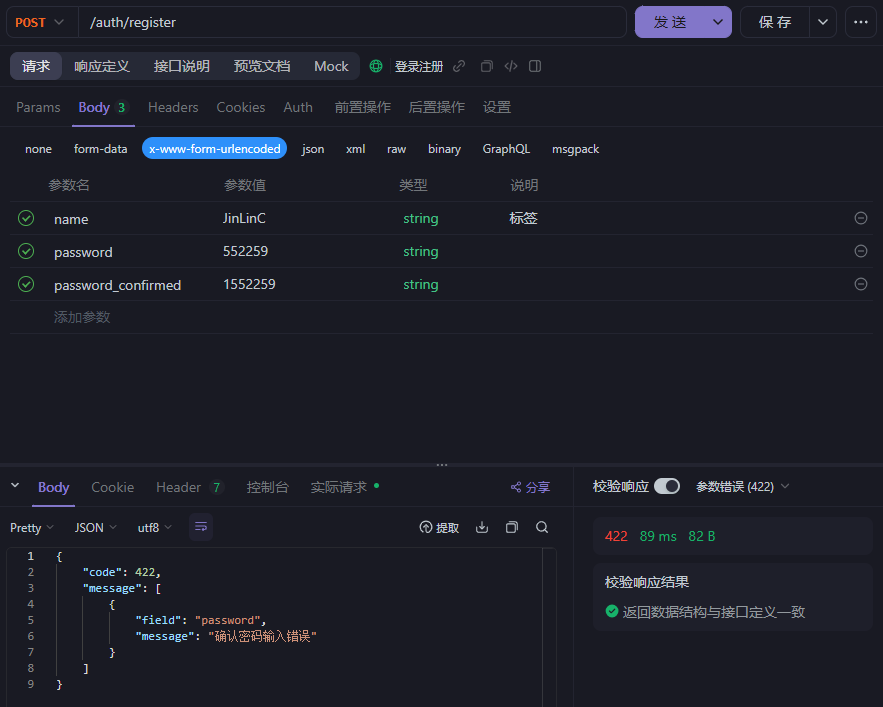 POST /auth/register 发 送 保 存
请求 响应定义 接口说明 预览文档 Mock 登录注册
Params Body 3 Headers Cookies Auth 前置操作 后置操作 设置
none form-data x-www-form-urlencoded json xml raw binary GraphQL msgpack
参数名 参数值 类型 说明
name JinLinC string 标签
password 552259 string
password_confirmed 1552259 string
添加参数
Body Cookie Header 7 控制台 实际请求 分享
Pretty JSON utf8 提取
1 {
2 "code": 422,
3 "message": [
4 {
5 "field": "password",
6 "message": "确认密码输入错误"
7 }
8 ]
9 }
校验响应 参数错误 (422)
422 89 ms 82 B
校验响应结果
返回数据结构与接口定义一致